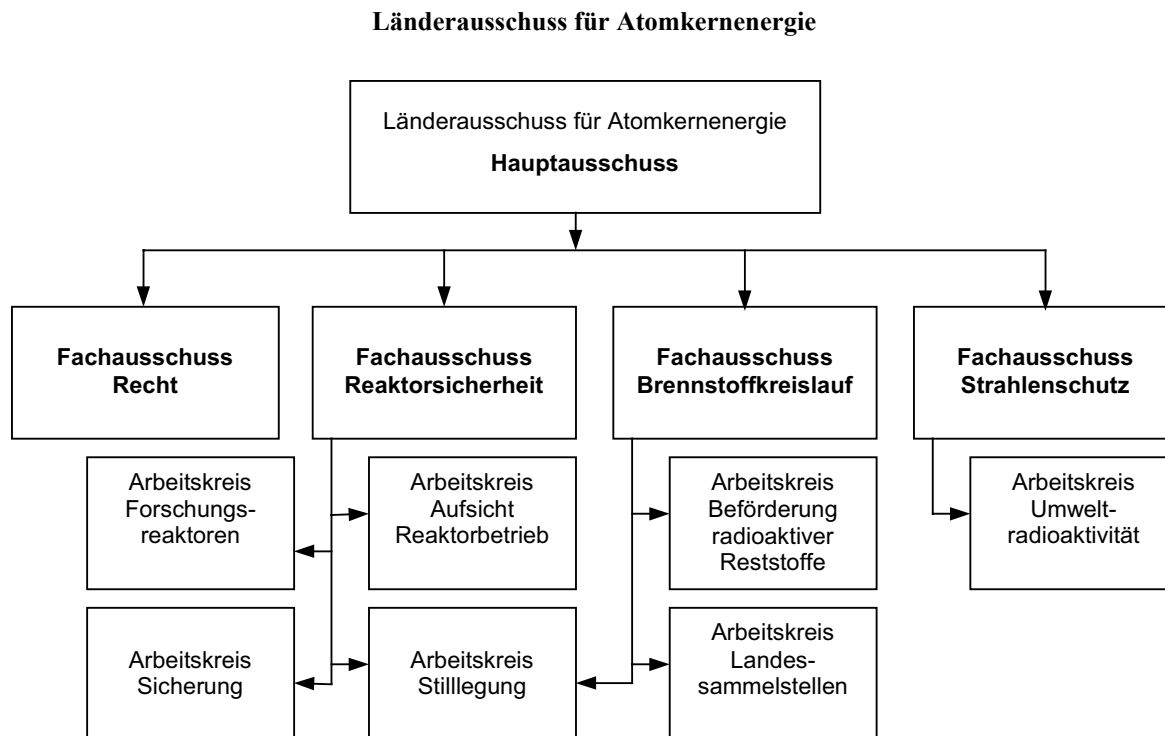 Länderausschuss für Atomkernenergie
Länderausschuss für Atomkernenergie
Hauptausschuss
Fachausschuss
Recht
Fachausschuss
Reaktorsicherheit
Fachausschuss
Brennstoffkreislauf
Fachausschuss
Strahlenschutz
Arbeitskreis
Forschungs-
reaktoren
Arbeitskreis
Aufsicht
Reaktorbetrieb
Arbeitskreis
Beförderung
radioaktiver
Reststoffe
Arbeitskreis
Umwelt-
radioaktivität
Arbeitskreis
Sicherung
Arbeitskreis
Stilllegung
Arbeitskreis
Landes-
sammelstellen